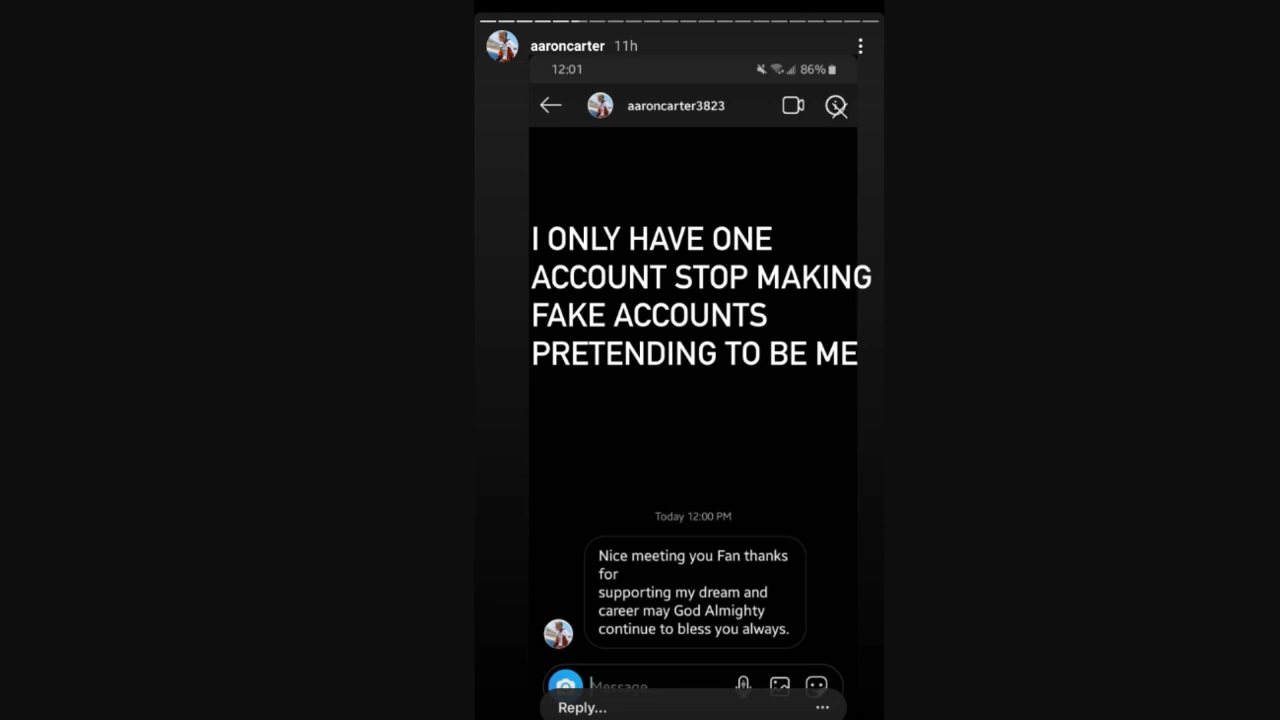 aaroncarter 11h
12:01 86%
aaroncarter3823
I ONLY HAVE ONE
ACCOUNT STOP MAKING
FAKE ACCOUNTS
PRETENDING TO BE ME
Today 12:00 PM
Nice meeting you Fan thanks
for
supporting my dream and
career may God Almighty
continue to bless you always.
Message...
Reply...